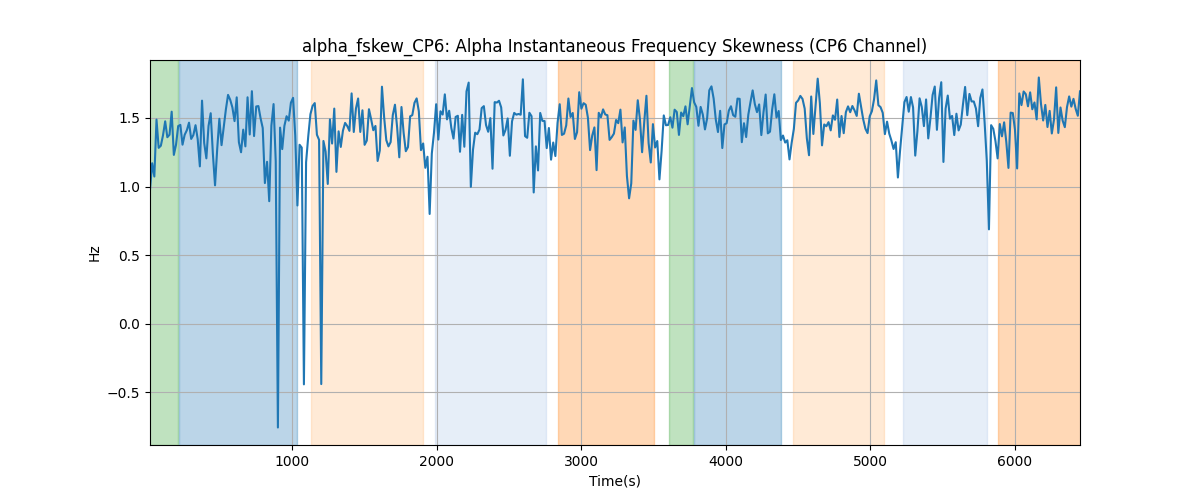 alpha_fskew_CP6: Alpha Instantaneous Frequency Skewness (CP6 Channel)
Hz
1.5
1.0
0.5
0.0
−0.5
1000 2000 3000 4000 5000 6000
Time(s)